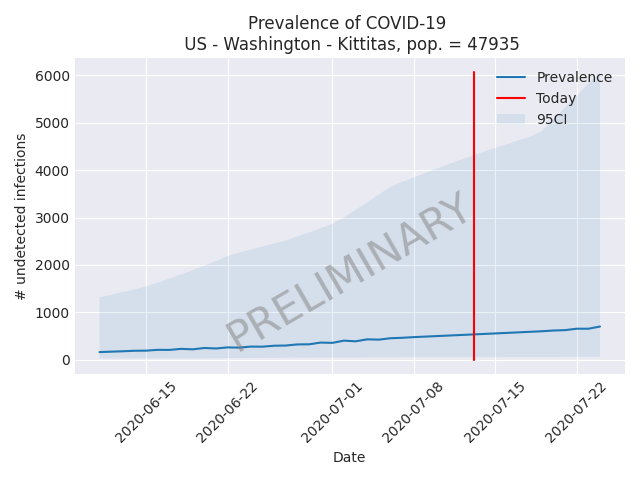 Prevalence of COVID-19
US - Washington - Kittitas, pop. = 47935
Prevalence
Today
95CI
# undetected infections
6000
5000
4000
3000
2000
1000
0
PRELIMINARY
2020-06-15
2020-06-22
2020-07-01
2020-07-08
2020-07-15
2020-07-22
Date